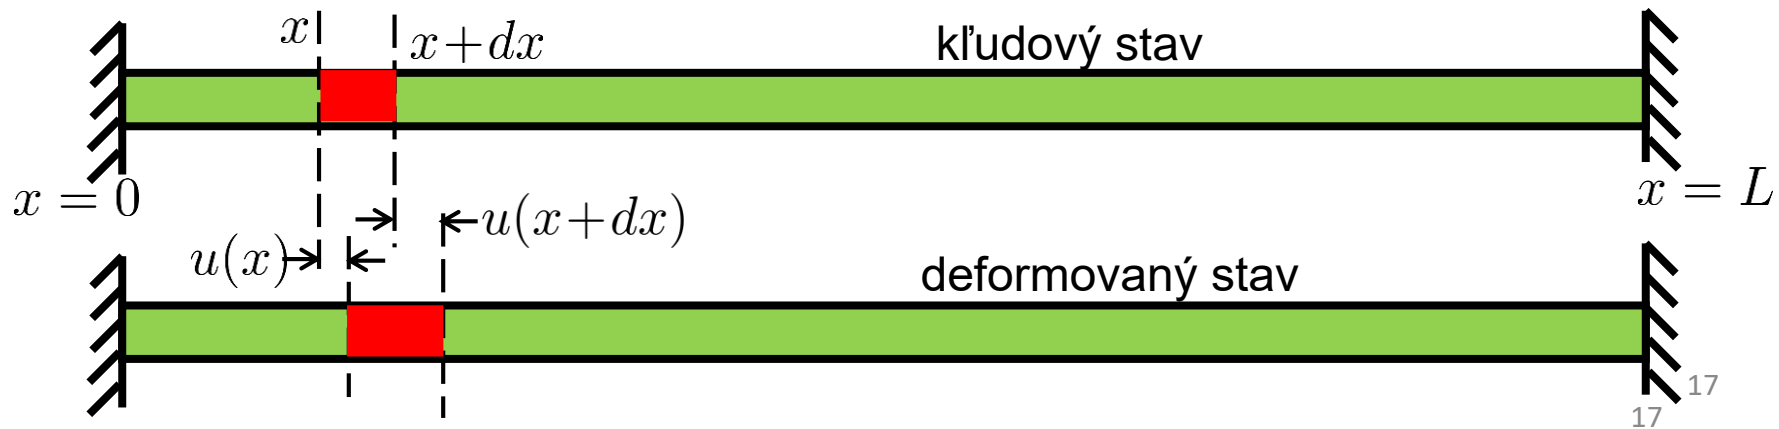 x
x+dx
kľudový stav
x = 0
x = L
u(x+dx)
u(x)
deformovaný stav
17
17